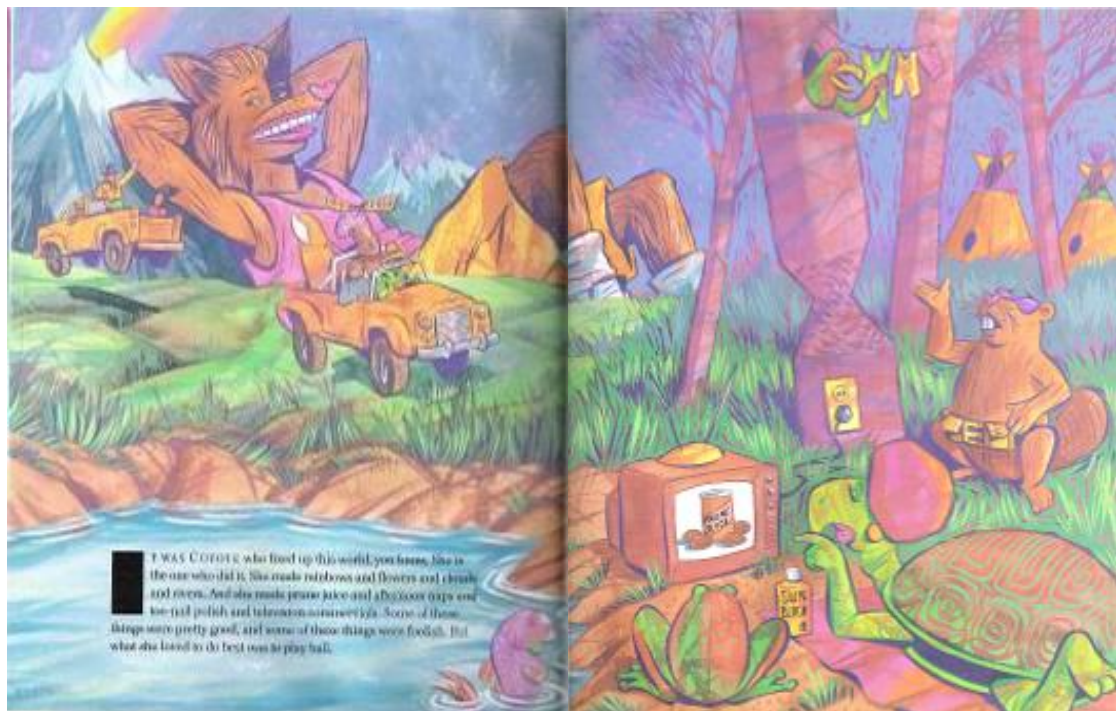 IT WAS COYOTE who fixed up this world, you know. She is
the one who did it. She made rainbows and flowers and clouds
and rivers. And she made prune juice and afternoon naps and
toe-nail polish and television commercials. Some of these
things were pretty good, and some of these things were foolish. But
what she loved to do best was to play ball.